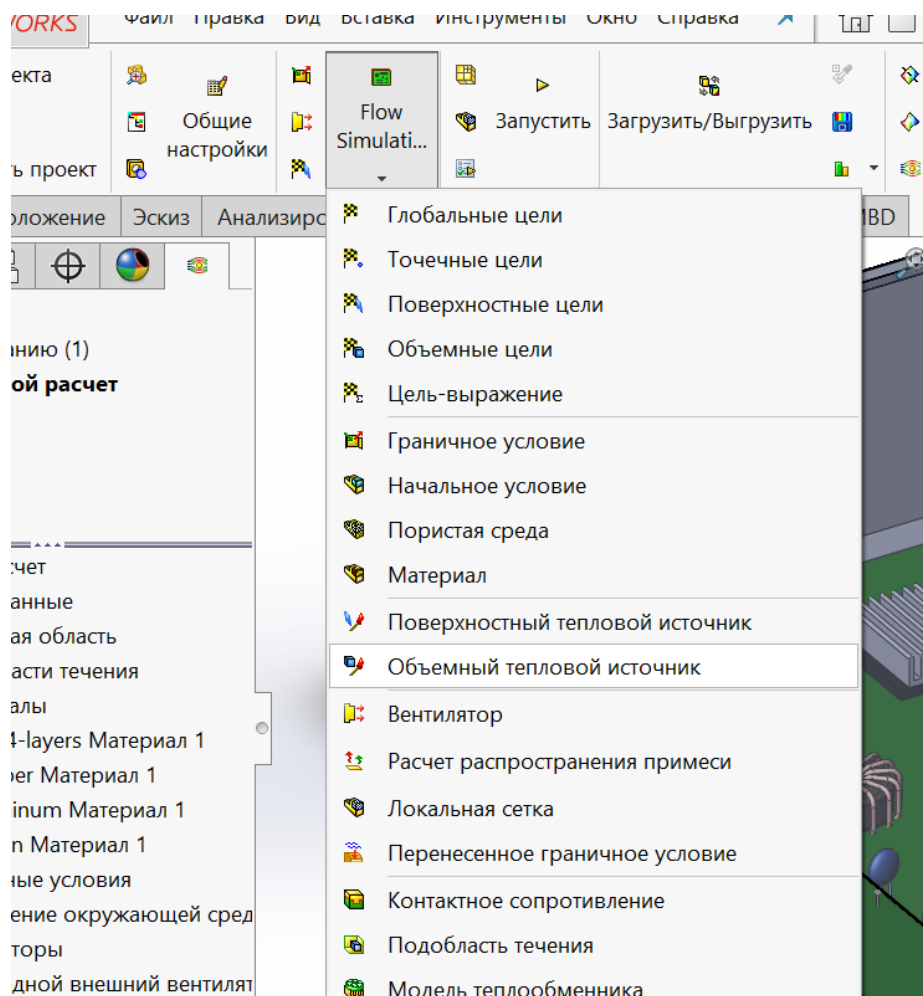 ORKS
Файл Правка Вид Вставка Инструменты Окно Справка
екта
ь проект
Общие
настройки
Flow
Simulati...
Запустить
Загрузить/Выгрузить
оложение
Эскиз
Анализиро
MBD
Глобальные цели
Точечные цели
Поверхностные цели
Объемные цели
Цель-выражение
Граничное условие
Начальное условие
Пористая среда
Материал
Поверхностный тепловой источник
Объемный тепловой источник
Вентилятор
Расчет распространения примеси
Локальная сетка
Перенесенное граничное условие
Контактное сопротивление
Подобласть течения
Модель теплообменника
нию (1)
ой расчет
чет
анные
ая область
асти течения
алы
4-layers Материал 1
er Материал 1
inum Материал 1
n Материал 1
ные условия
ение окружающей сред
торы
дной внешний вентилят